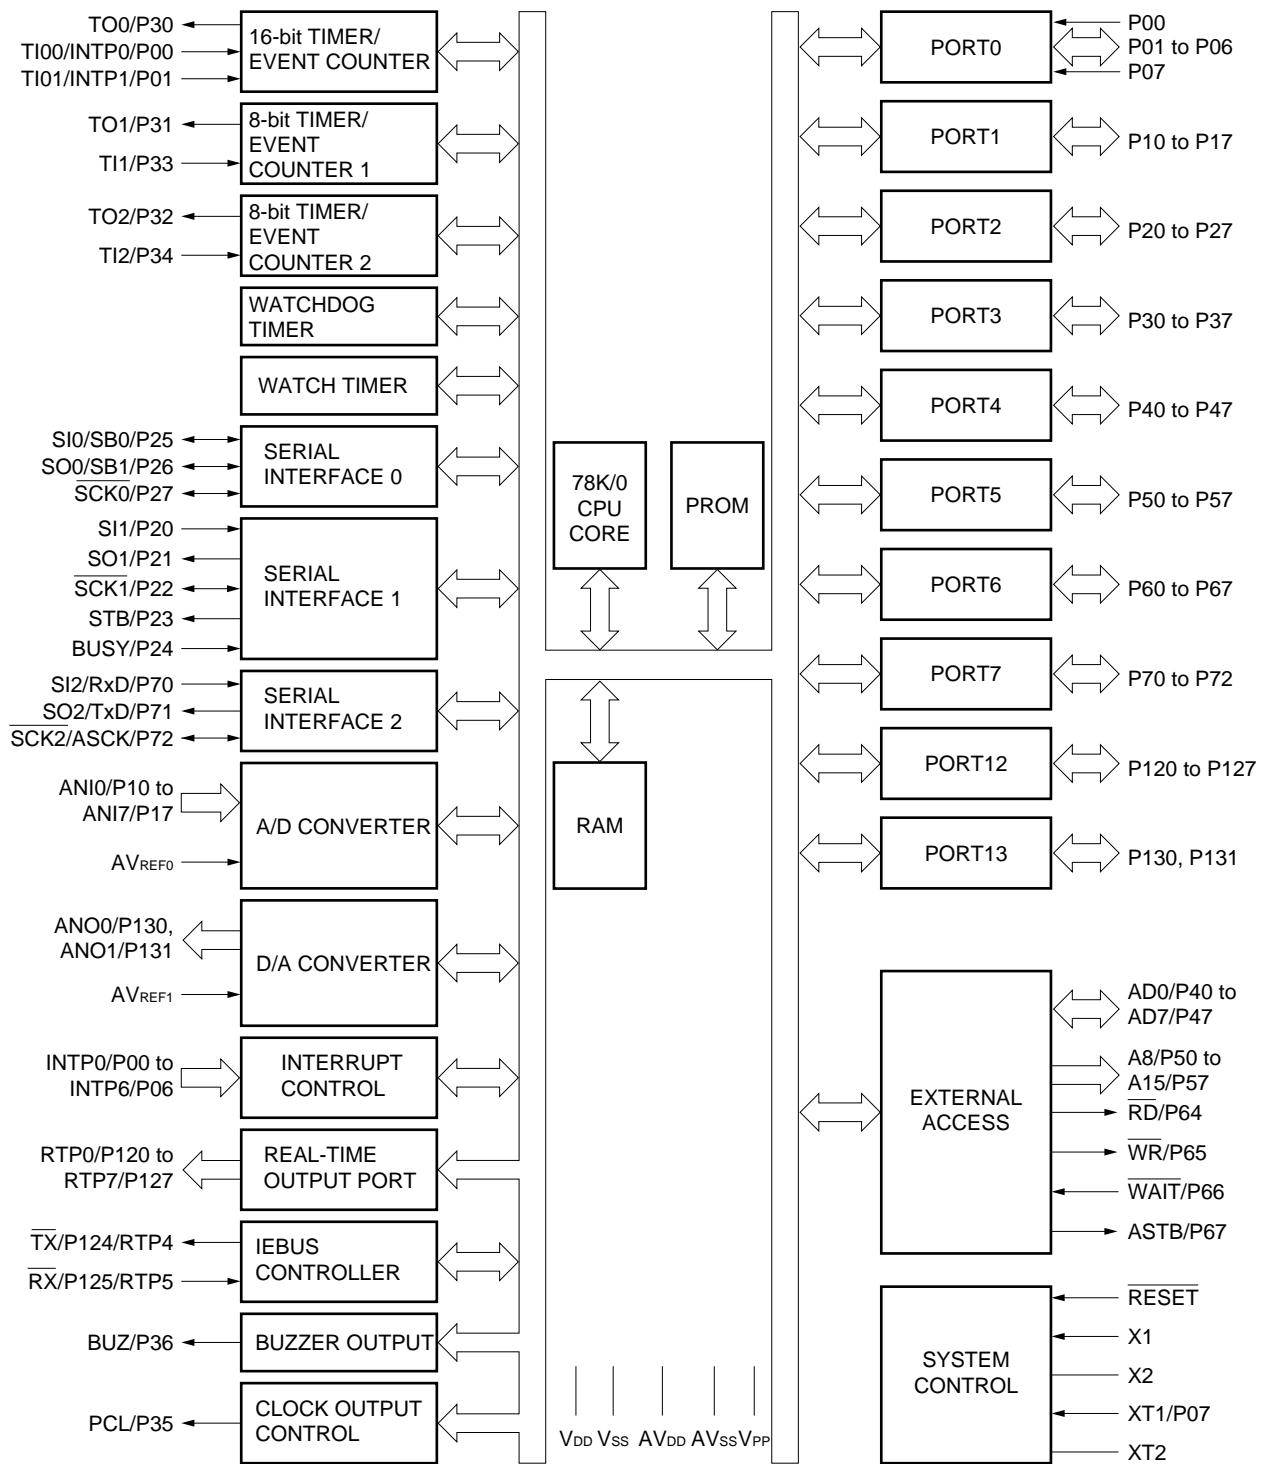 TO0/P30
TI00/INTP0/P00
TI01/INTP1/P01
16-bit TIMER/
EVENT COUNTER
TO1/P31
TI1/P33
8-bit TIMER/
EVENT
COUNTER 1
TO2/P32
TI2/P34
8-bit TIMER/
EVENT
COUNTER 2
WATCHDOG
TIMER
WATCH TIMER
SI0/SB0/P25
SO0/SB1/P26
SCK0/P27
SERIAL
INTERFACE 0
SI1/P20
SO1/P21
SCK1/P22
STB/P23
BUSY/P24
SERIAL
INTERFACE 1
SI2/RxD/P70
SO2/TxD/P71
SCK2/ASCK/P72
SERIAL
INTERFACE 2
ANI0/P10 to
ANI7/P17
AVREF0
A/D CONVERTER
ANO0/P130,
ANO1/P131
AVREF1
D/A CONVERTER
INTP0/P00 to
INTP6/P06
INTERRUPT
CONTROL
RTP0/P120 to
RTP7/P127
REAL-TIME
OUTPUT PORT
TX/P124/RTP4
RX/P125/RTP5
IEBUS
CONTROLLER
BUZ/P36
BUZZER OUTPUT
PCL/P35
CLOCK OUTPUT
CONTROL
78K/0
CPU
CORE
PROM
RAM
VDD VSS AVDD AVSS VPP
PORT0
P00
P01 to P06
P07
PORT1
P10 to P17
PORT2
P20 to P27
PORT3
P30 to P37
PORT4
P40 to P47
PORT5
P50 to P57
PORT6
P60 to P67
PORT7
P70 to P72
PORT12
P120 to P127
PORT13
P130, P131
EXTERNAL
ACCESS
AD0/P40 to
AD7/P47
A8/P50 to
A15/P57
RD/P64
WR/P65
WAIT/P66
ASTB/P67
SYSTEM
CONTROL
RESET
X1
X2
XT1/P07
XT2